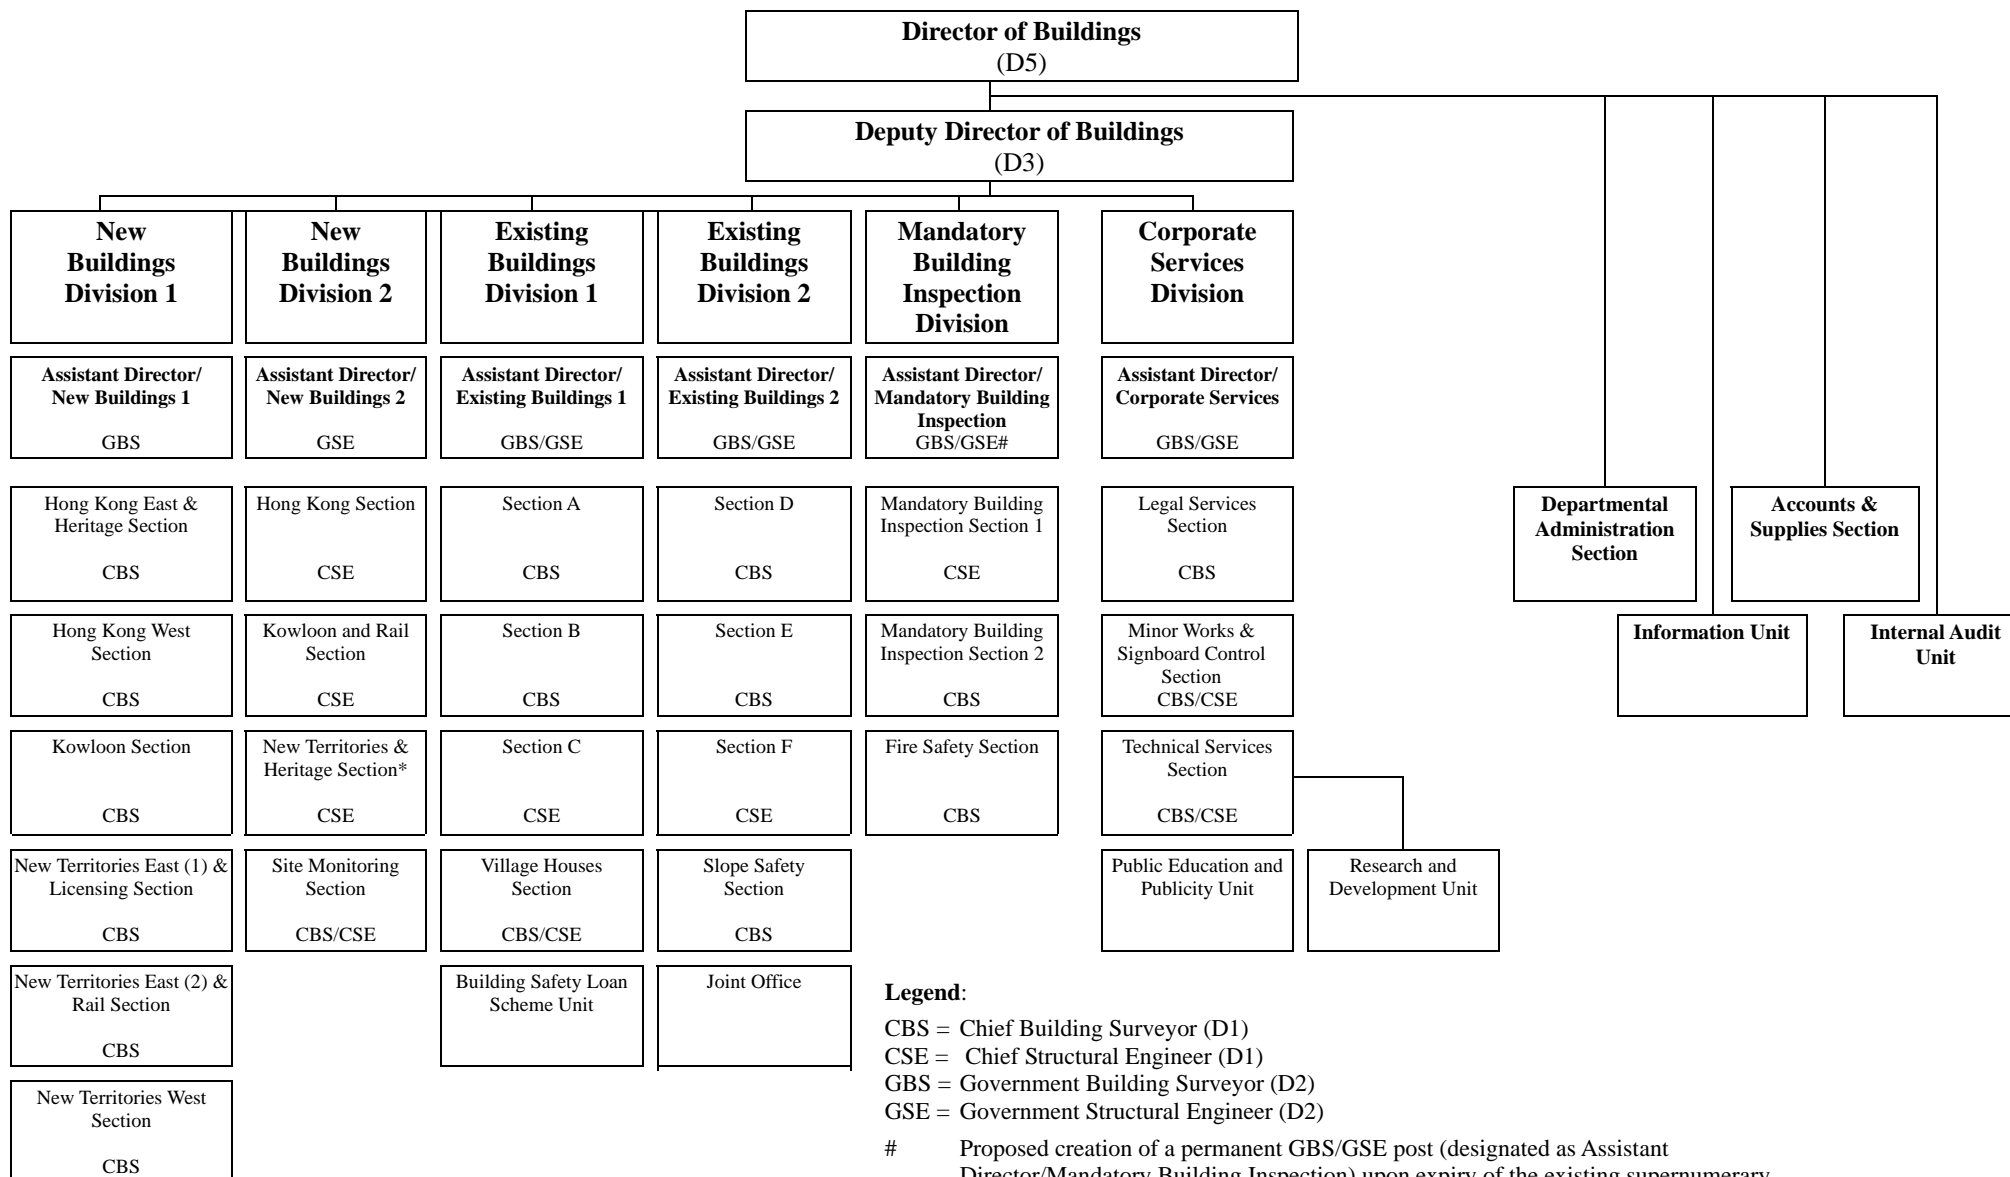 Director of Buildings
(D5)
Deputy Director of Buildings
(D3)
New
Buildings
Division 1
New
Buildings
Division 2
Existing
Buildings
Division 1
Existing
Buildings
Division 2
Mandatory
Building
Inspection
Division
Corporate
Services
Division
Assistant Director/
New Buildings 1
GBS
Assistant Director/
New Buildings 2
GSE
Assistant Director/
Existing Buildings 1
GBS/GSE
Assistant Director/
Existing Buildings 2
GBS/GSE
Assistant Director/
Mandatory Building
Inspection
GBS/GSE#
Assistant Director/
Corporate Services
GBS/GSE
Hong Kong East &
Heritage Section
CBS
Hong Kong Section
CSE
Section A
CBS
Section D
CBS
Mandatory Building
Inspection Section 1
CSE
Legal Services
Section
CBS
Departmental
Administration
Section
Accounts &
Supplies Section
Hong Kong West
Section
CBS
Kowloon and Rail
Section
CSE
Section B
CBS
Section E
CBS
Mandatory Building
Inspection Section 2
CBS
Minor Works &
Signboard Control
Section
CBS/CSE
Information Unit
Internal Audit
Unit
Kowloon Section
CBS
New Territories &
Heritage Section*
CSE
Section C
CSE
Section F
CSE
Fire Safety Section
CBS
Technical Services
Section
CBS/CSE
New Territories East (1) &
Licensing Section
CBS
Site Monitoring
Section
CBS/CSE
Village Houses
Section
CBS/CSE
Slope Safety
Section
CBS
Public Education and
Publicity Unit
Research and
Development Unit
New Territories East (2) &
Rail Section
CBS
Building Safety Loan
Scheme Unit
Joint Office
New Territories West
Section
CBS
Legend:
CBS = Chief Building Surveyor (D1)
CSE = Chief Structural Engineer (D1)
GBS = Government Building Surveyor (D2)
GSE = Government Structural Engineer (D2)
# Proposed creation of a permanent GBS/GSE post (designated as Assistant
Director/Mandatory Building Inspection) upon expiry of the existing supernumerary